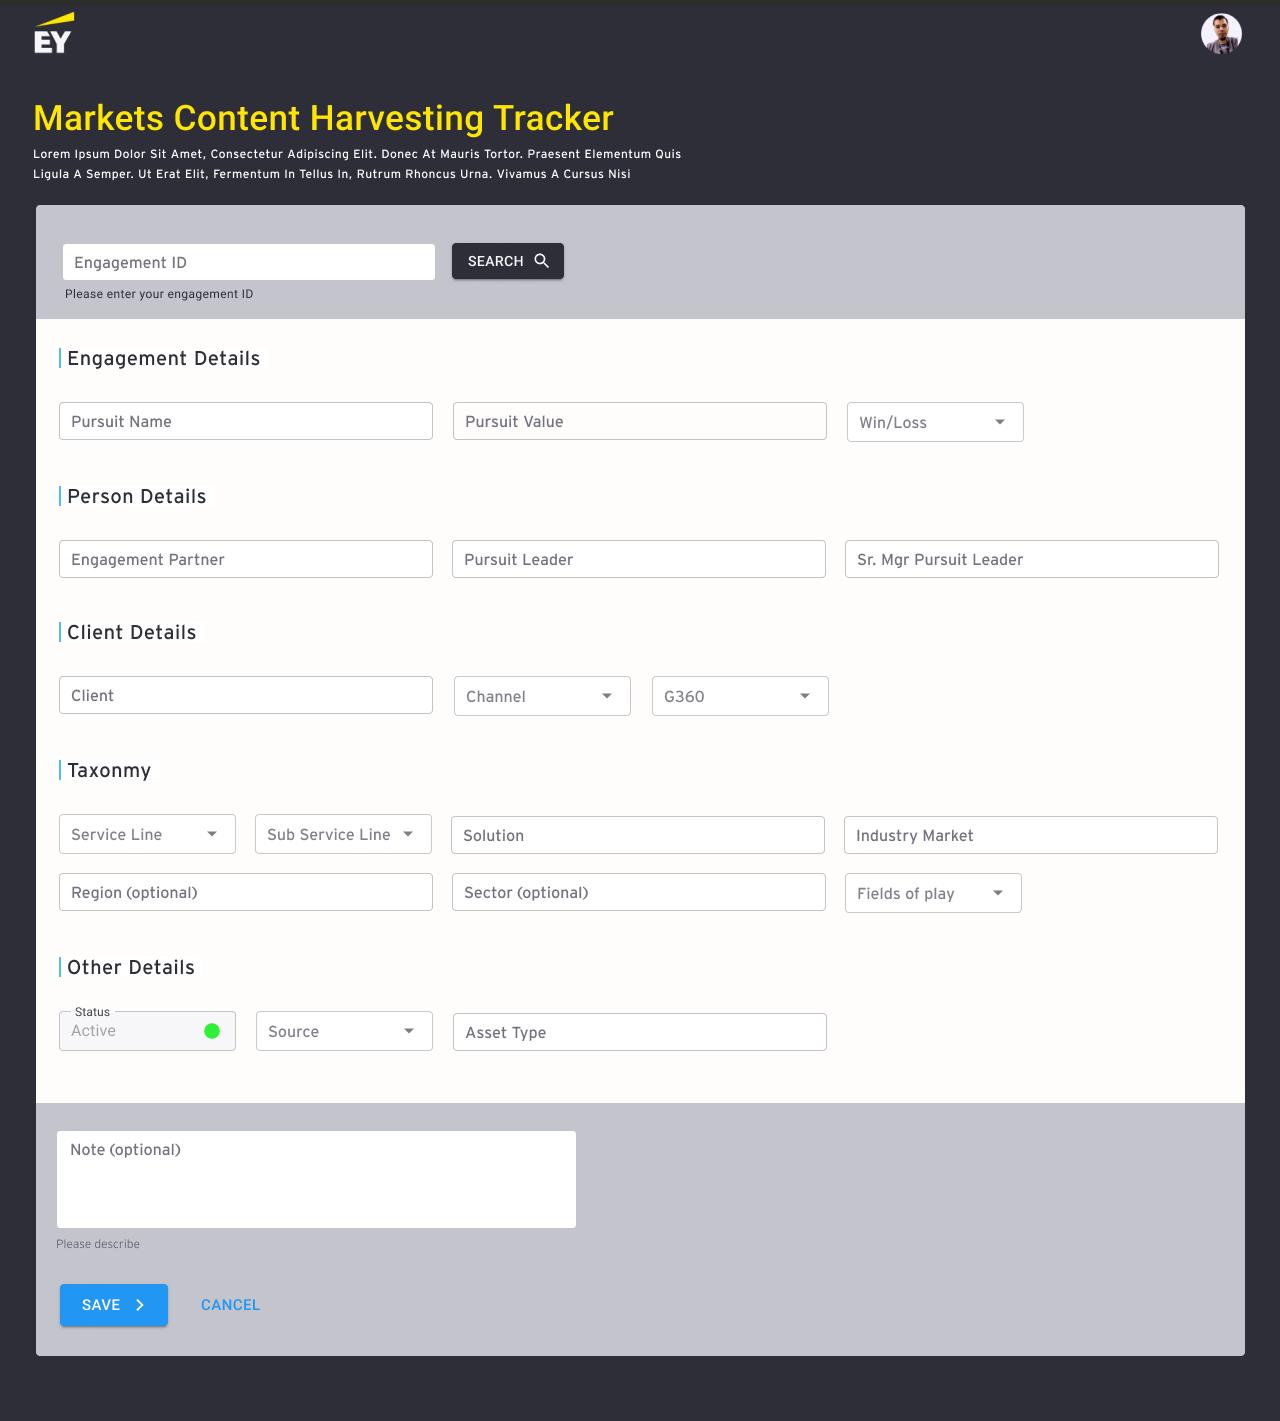 EY
Markets Content Harvesting Tracker
Lorem Ipsum Dolor Sit Amet, Consectetur Adipiscing Elit. Donec At Mauris Tortor. Praesent Elementum Quis
Ligula A Semper. Ut Erat Elit, Fermentum In Tellus In, Rutrum Rhoncus Urna. Vivamus A Cursus Nisi
Engagement ID
SEARCH
Please enter your engagement ID
Engagement Details
Pursuit Name
Pursuit Value
Win/Loss
Person Details
Engagement Partner
Pursuit Leader
Sr. Mgr Pursuit Leader
Client Details
Client
Channel
G360
Taxonmy
Service Line
Sub Service Line
Solution
Industry Market
Region (optional)
Sector (optional)
Fields of play
Other Details
Status
Active
Source
Asset Type
Note (optional)
Please describe
SAVE
CANCEL